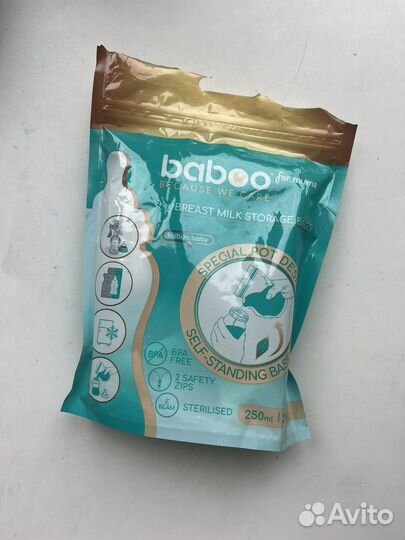 baboo for mums
BECAUSE WE CARE
BREAST MILK STORAGE BAGS
baboo.baby
SPECIAL POT
SELF-STANDING BASE
BPA
BPA FREE
2 SAFETY ZIPS
E BEAM
STERILISED
250ml
Avito